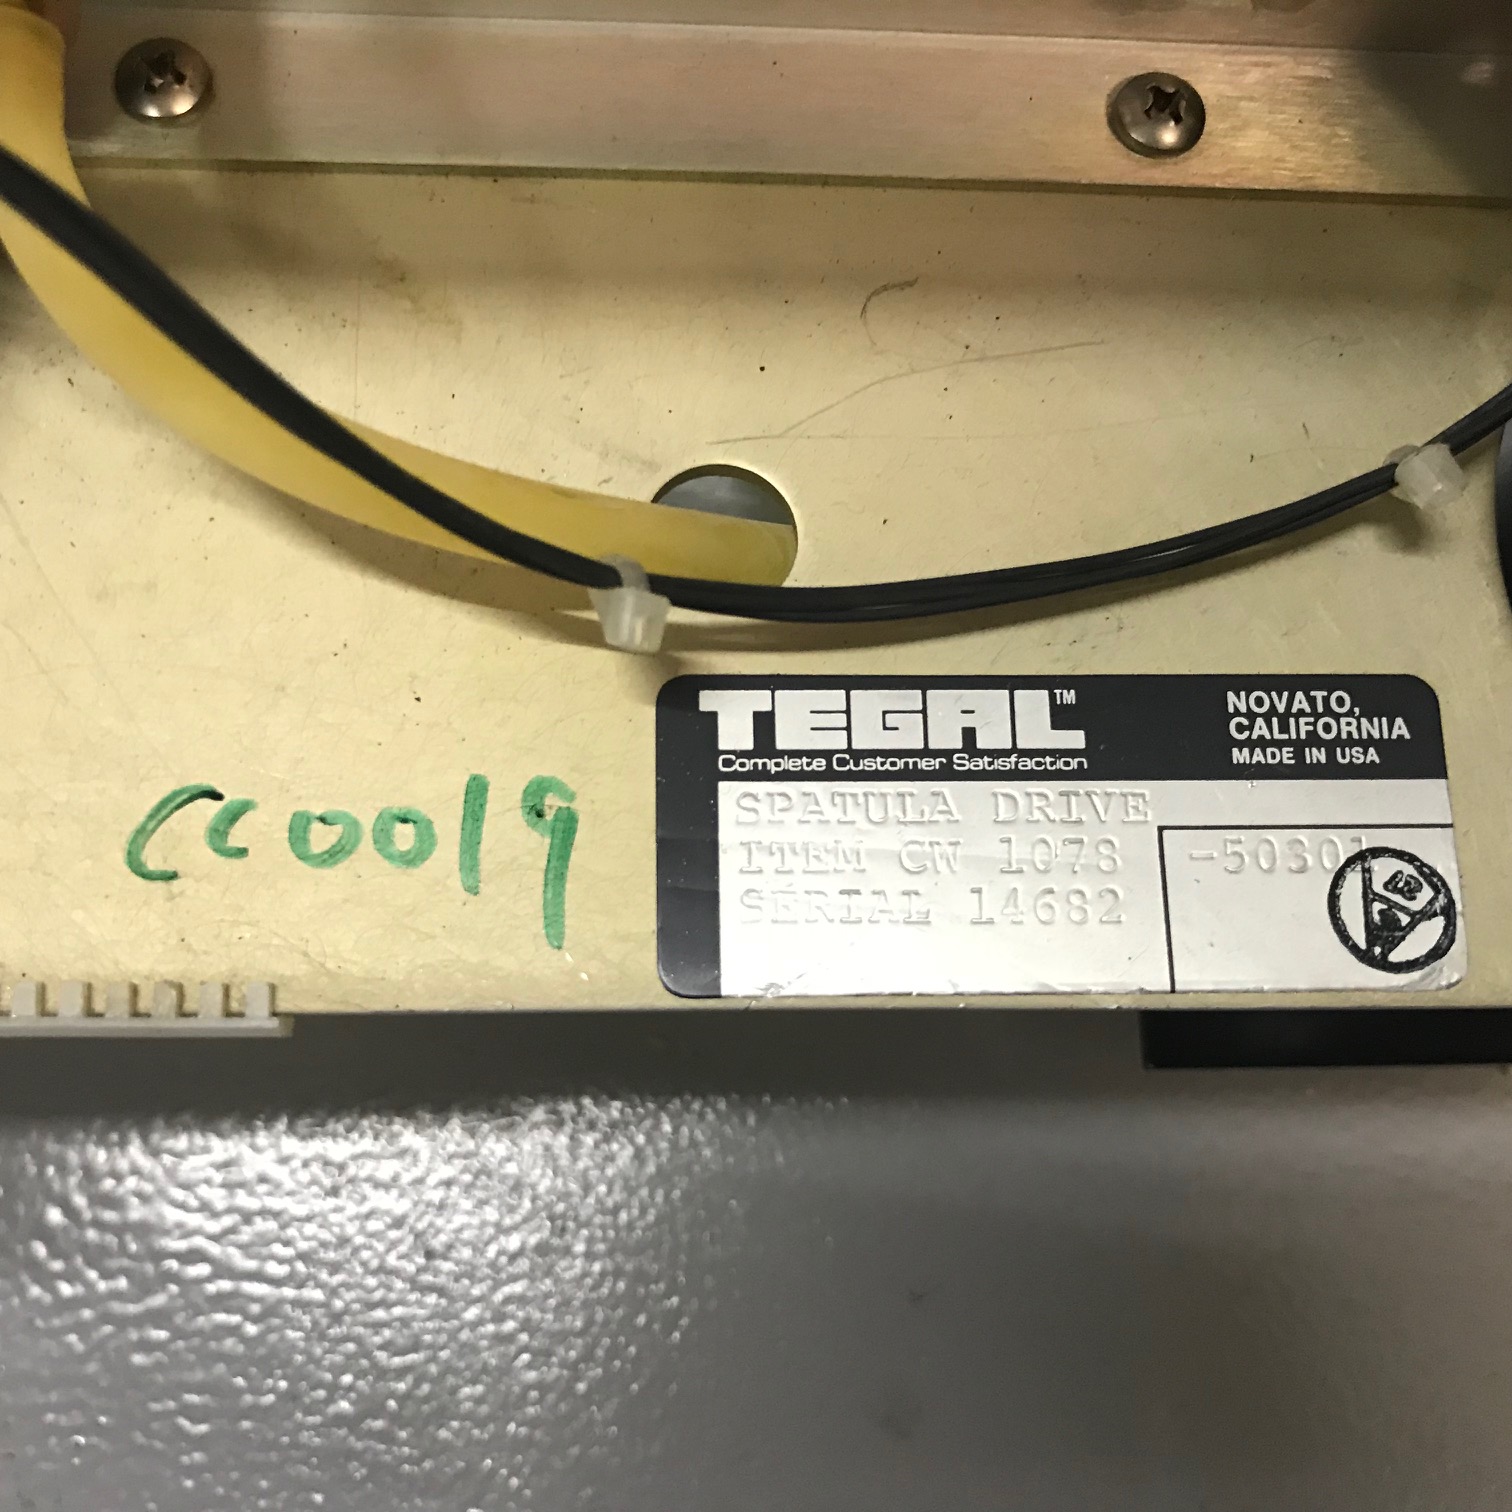 TEGAL™
Complete Customer Satisfaction
NOVATO,
CALIFORNIA
MADE IN USA
SPATULA DRIVE
ITEM CW 1078 -50301
SERIAL 14682
CC0019